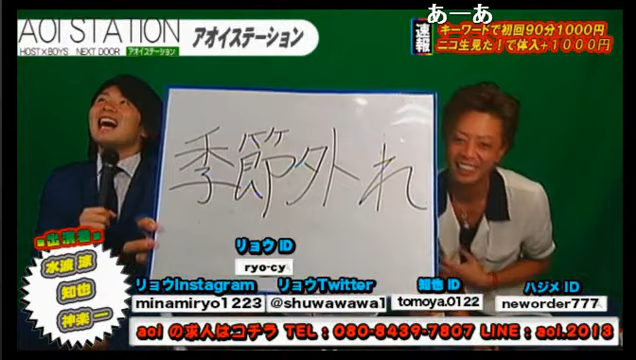 あーあ
AOI STATION
HOST×BOYS NEXT DOOR アオイステーション
アオイステーション
速報
キーワードで初回90分1000円
ニコ生見た!で体入+1000円
季節外れ
出演者
水波 涼
知也
神楽 一
リョウ ID
ryo-cy
リョウInstagram
minamiryo1223
リョウTwitter
@shuwawawa1
知也 ID
tomoya.0122
ハジメ ID
neworder777
aoi の求人はコチラ TEL : 080-8439-7807 LINE : aoi.2013